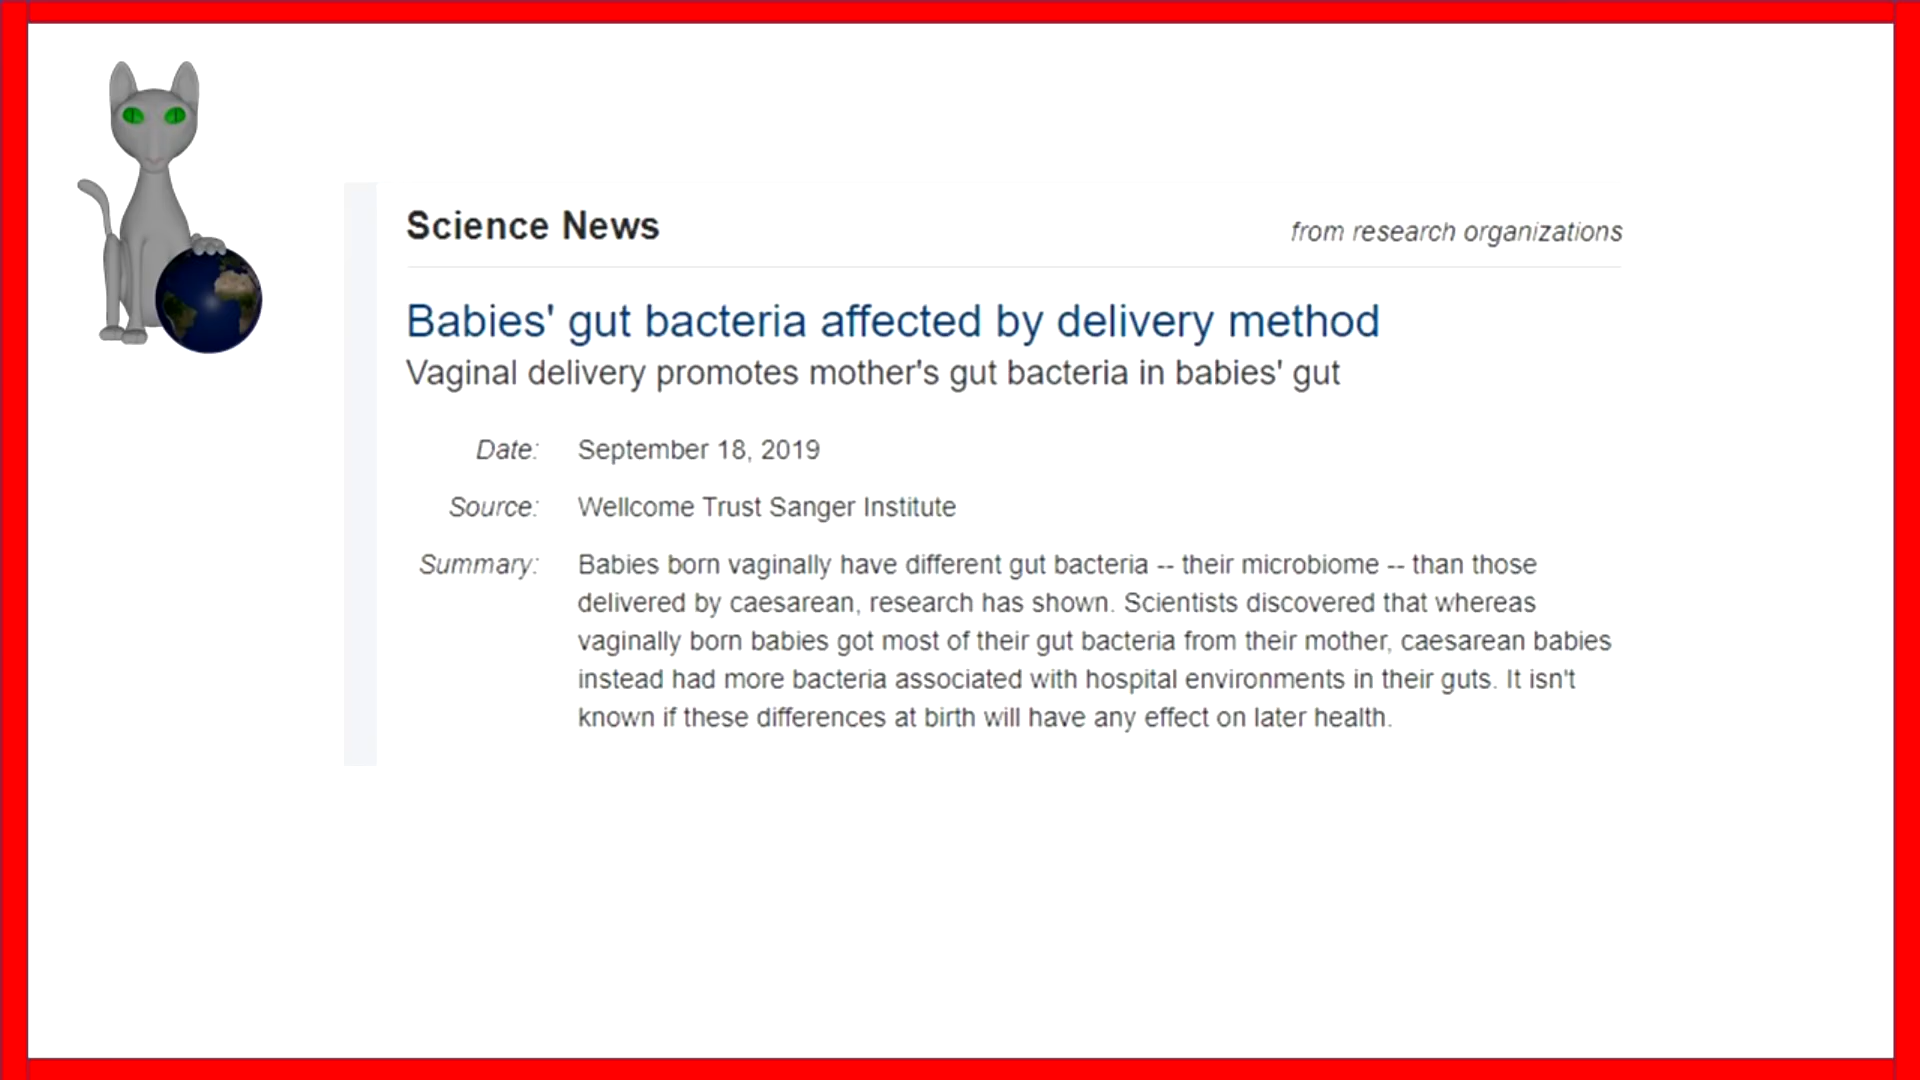 Science News
from research organizations
Babies' gut bacteria affected by delivery method
Vaginal delivery promotes mother's gut bacteria in babies' gut
Date: September 18, 2019
Source: Wellcome Trust Sanger Institute
Summary: Babies born vaginally have different gut bacteria -- their microbiome -- than those
delivered by caesarean, research has shown. Scientists discovered that whereas
vaginally born babies got most of their gut bacteria from their mother, caesarean babies
instead had more bacteria associated with hospital environments in their guts. It isn't
known if these differences at birth will have any effect on later health.